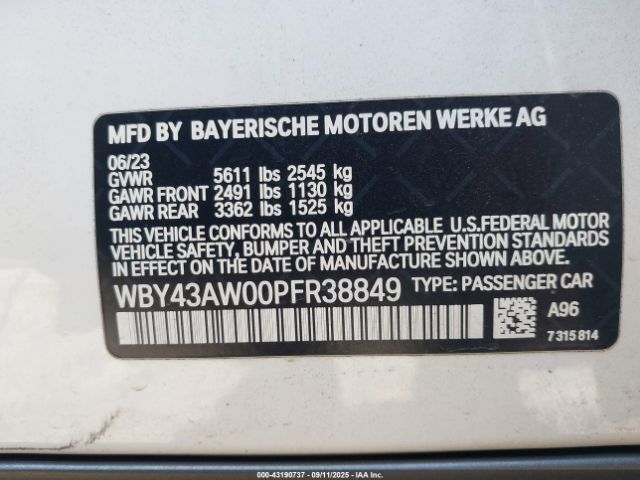 MFD BY BAYERISCHE MOTOREN WERKE AG
06/23
GVWR 5611 lbs 2545 kg
GAWR FRONT 2491 lbs 1130 kg
GAWR REAR 3362 lbs 1525 kg
THIS VEHICLE CONFORMS TO ALL APPLICABLE U.S.FEDERAL MOTOR
VEHICLE SAFETY, BUMPER AND THEFT PREVENTION STANDARDS
IN EFFECT ON THE DATE OF MANUFACTURE SHOWN ABOVE.
WBY43AW00PFR38849 TYPE: PASSENGER CAR
A96
7 315 814
© IAA Inc. - 43190737 - 09/11/2025 - IAAI.COM